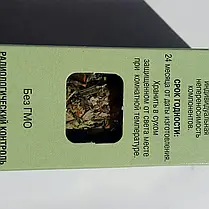 индивидуальная
непереносимость
компонентов.
СРОК ГОДНОСТИ:
24 месяца от даты изготовления.
Хранить в сухом
защищенном от света месте
при комнатной температуре.
Без ГМО
РАДИОЛОГИЧЕСКИЙ КОНТРОЛЬ